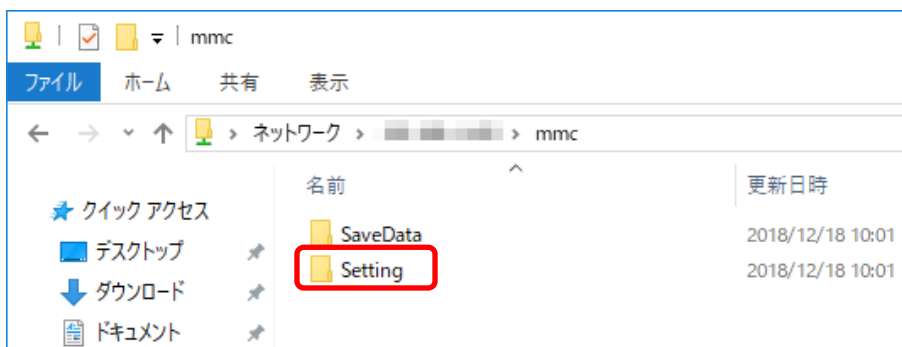 mmc
ファイル ホーム 共有 表示
ネットワーク › › mmc
名前 更新日時
クイック アクセス
SaveData 2018/12/18 10:01
デスクトップ
Setting 2018/12/18 10:01
ダウンロード
ドキュメント